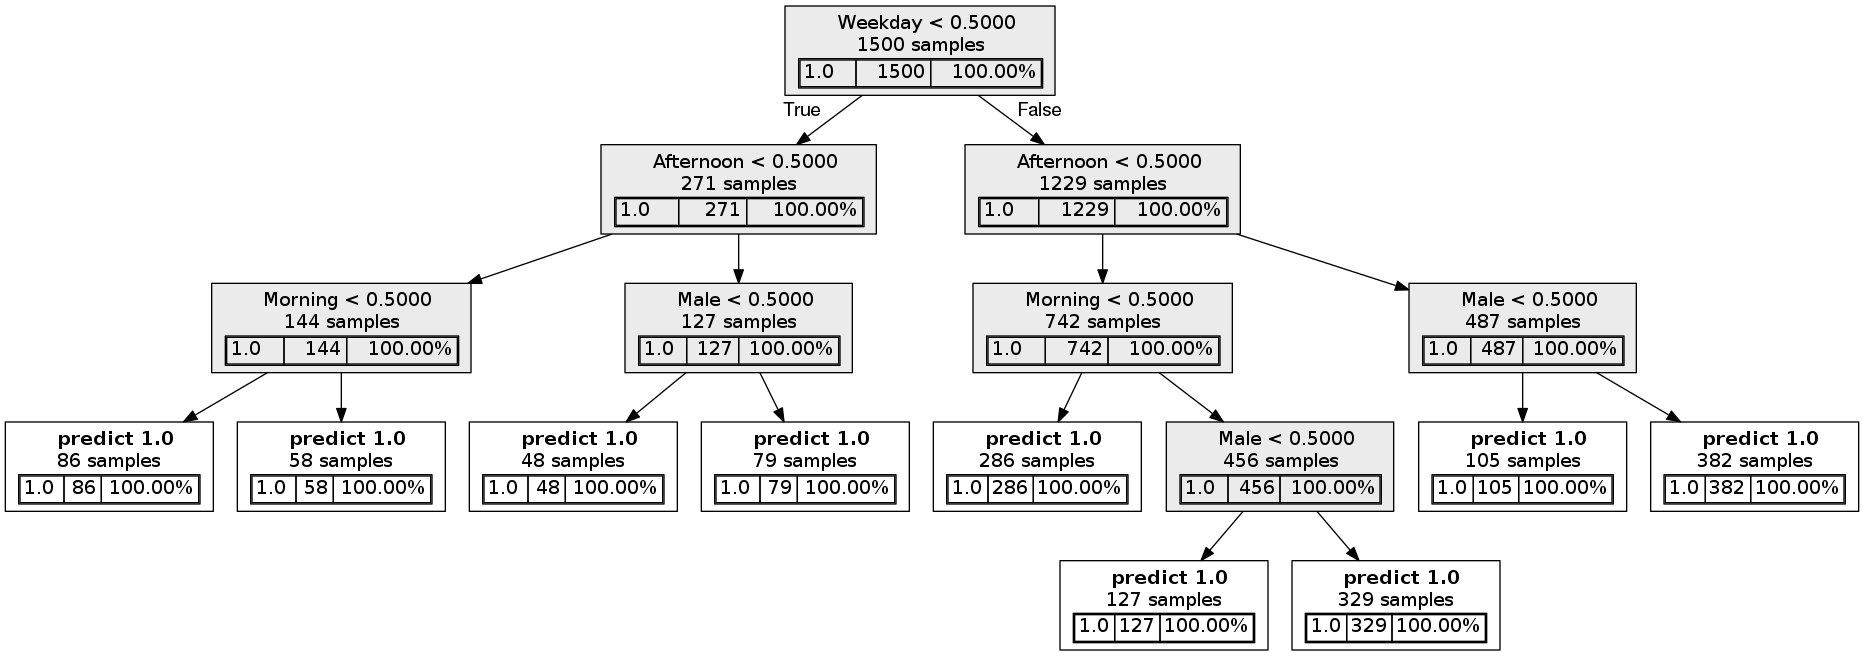 Weekday < 0.5000
1500 samples
1.0 1500 100.00%
True False
Afternoon < 0.5000
271 samples
1.0 271 100.00%
Afternoon < 0.5000
1229 samples
1.0 1229 100.00%
Morning < 0.5000
144 samples
1.0 144 100.00%
Male < 0.5000
127 samples
1.0 127 100.00%
Morning < 0.5000
742 samples
1.0 742 100.00%
Male < 0.5000
487 samples
1.0 487 100.00%
predict 1.0
86 samples
1.0 86 100.00%
predict 1.0
58 samples
1.0 58 100.00%
predict 1.0
48 samples
1.0 48 100.00%
predict 1.0
79 samples
1.0 79 100.00%
predict 1.0
286 samples
1.0 286 100.00%
Male < 0.5000
456 samples
1.0 456 100.00%
predict 1.0
105 samples
1.0 105 100.00%
predict 1.0
382 samples
1.0 382 100.00%
predict 1.0
127 samples
1.0 127 100.00%
predict 1.0
329 samples
1.0 329 100.00%